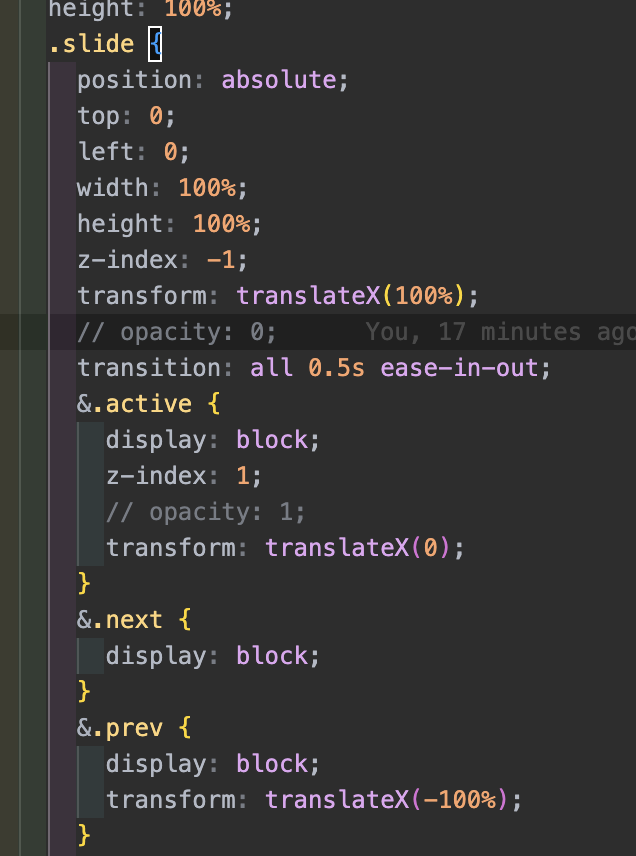 height: 100%;
.slide {
position: absolute;
top: 0;
left: 0;
width: 100%;
height: 100%;
z-index: -1;
transform: translateX(100%);
// opacity: 0; You, 17 minutes ago
transition: all 0.5s ease-in-out;
&.active {
display: block;
z-index: 1;
// opacity: 1;
transform: translateX(0);
}
&.next {
display: block;
}
&.prev {
display: block;
transform: translateX(-100%);
}